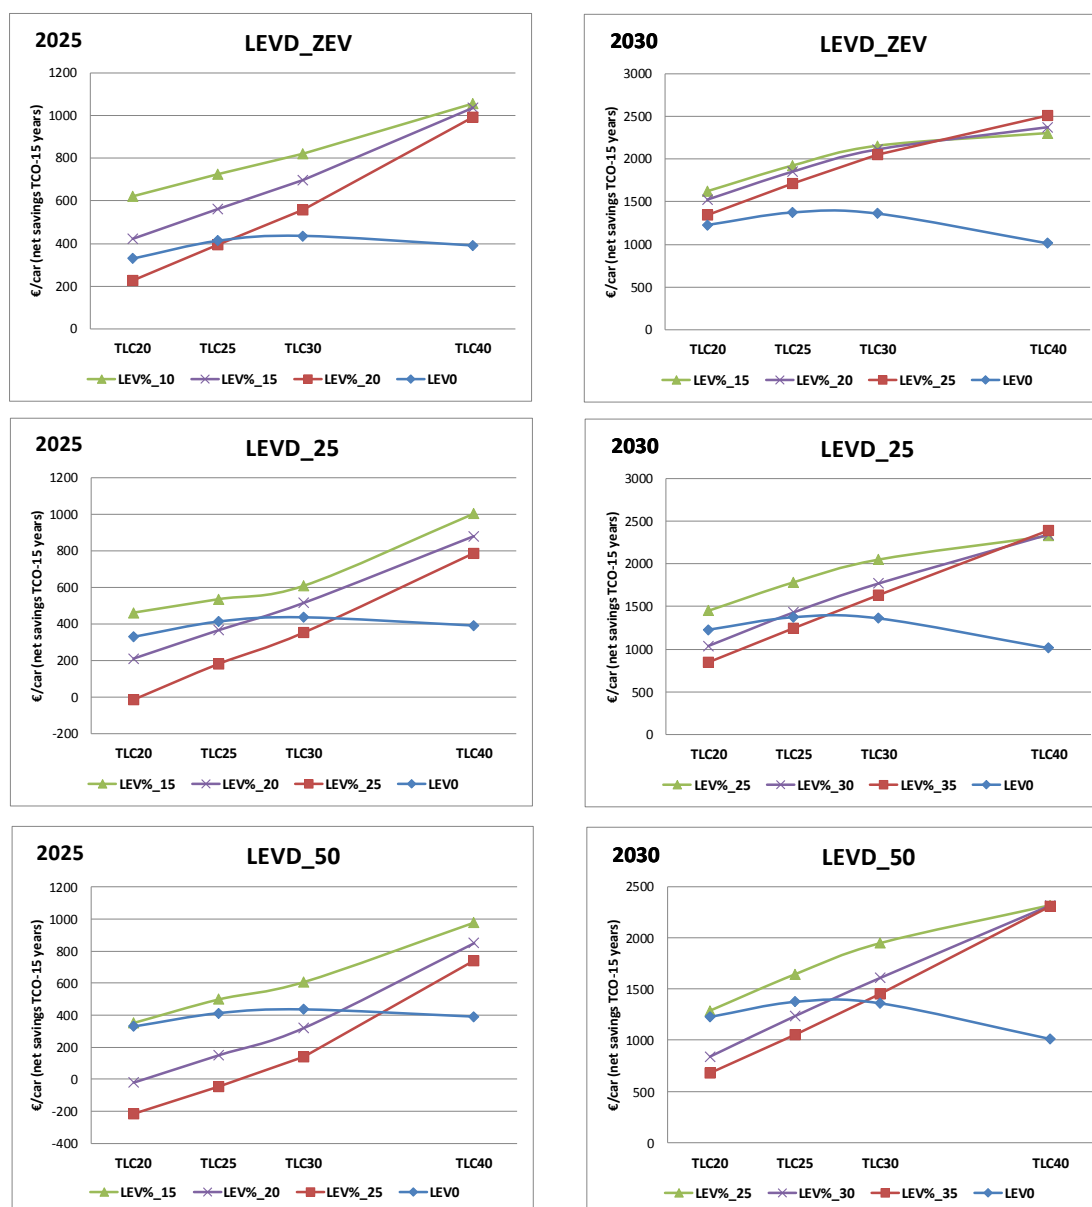 2025
LEVD_ZEV
€/car (net savings TCO-15 years)
1200
1000
800
600
400
200
0
TLC20 TLC25 TLC30 TLC40
LEV%_10 LEV%_15 LEV%_20 LEV0
2030
LEVD_ZEV
€/car (net savings TCO-15 years)
3000
2500
2000
1500
1000
500
0
TLC20 TLC25 TLC30 TLC40
LEV%_15 LEV%_20 LEV%_25 LEV0
2025
LEVD_25
€/car (net savings TCO-15 years)
1200
1000
800
600
400
200
0
-200
TLC20 TLC25 TLC30 TLC40
LEV%_15 LEV%_20 LEV%_25 LEV0
2030
LEVD_25
€/car (net savings TCO-15 years)
3000
2500
2000
1500
1000
500
0
TLC20 TLC25 TLC30 TLC40
LEV%_25 LEV%_30 LEV%_35 LEV0
2025
LEVD_50
€/car (net savings TCO-15 years)
1200
1000
800
600
400
200
0
-200
-400
TLC20 TLC25 TLC30 TLC40
LEV%_15 LEV%_20 LEV%_25 LEV0
2030
LEVD_50
€/car (net savings TCO-15 years)
2500
2000
1500
1000
500
0
TLC20 TLC25 TLC30 TLC40
LEV%_25 LEV%_30 LEV%_35 LEV0